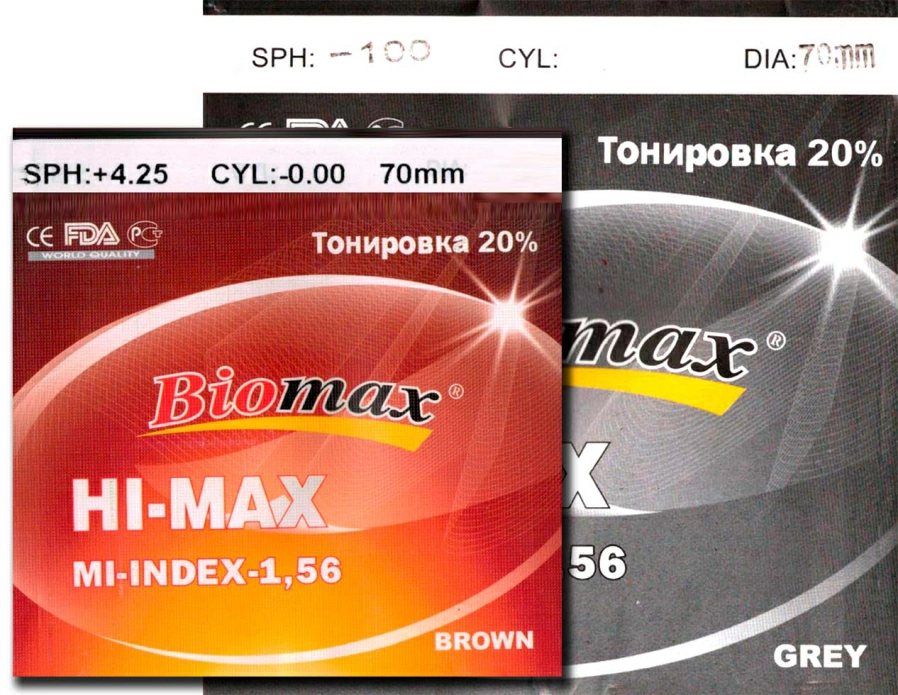 SPH: -100 CYL: DIA:70mm
Тонировка 20%
max®
X
56
GREY
SPH:+4.25 CYL:-0.00 70mm
CE FDA РСТ
WORLD QUALITY
Тонировка 20%
Biomax®
HI-MAX
MI-INDEX-1,56
BROWN